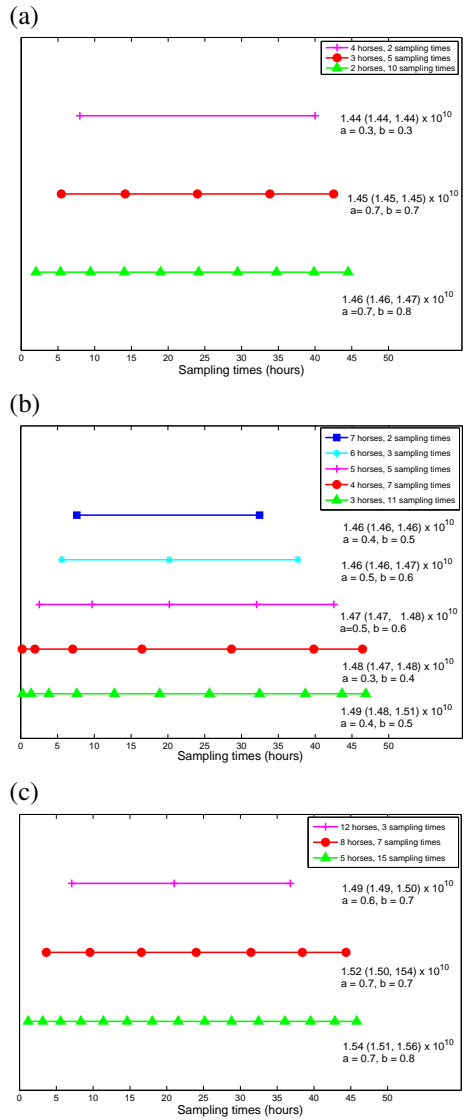 (a)
4 horses, 2 sampling times
3 horses, 5 sampling times
2 horses, 10 sampling times
1.44 (1.44, 1.44) x 10^10
a = 0.3, b = 0.3
1.45 (1.45, 1.45) x 10^10
a= 0.7, b = 0.7
1.46 (1.46, 1.47) x 10^10
a =0.7, b = 0.8
0 5 10 15 20 25 30 35 40 45 50
Sampling times (hours)
(b)
7 horses, 2 sampling times
6 horses, 3 sampling times
5 horses, 5 sampling times
4 horses, 7 sampling times
3 horses, 11 sampling times
1.46 (1.46, 1.46) x 10^10
a = 0.4, b = 0.5
1.46 (1.46, 1.47) x 10^10
a = 0.5, b = 0.6
1.47 (1.47, 1.48) x 10^10
a=0.5, b = 0.6
1.48 (1.47, 1.48) x 10^10
a = 0.3, b = 0.4
1.49 (1.48, 1.51) x 10^10
a = 0.4, b = 0.5
0 5 10 15 20 25 30 35 40 45 50
Sampling times (hours)
(c)
12 horses, 3 sampling times
8 horses, 7 sampling times
5 horses, 15 sampling times
1.49 (1.49, 1.50) x 10^10
a = 0.6, b = 0.7
1.52 (1.50, 154) x 10^10
a = 0.7, b = 0.7
1.54 (1.51, 1.56) x 10^10
a = 0.7, b = 0.8
0 5 10 15 20 25 30 35 40 45 50
Sampling times (hours)